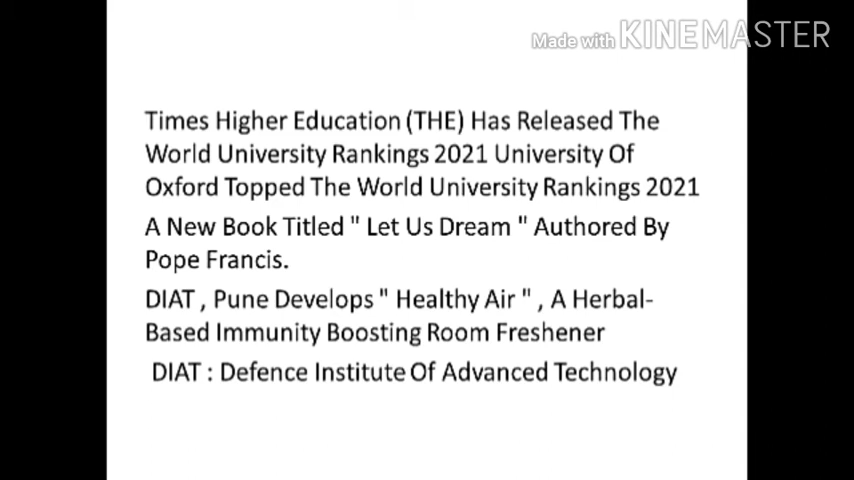 Made with KINEMASTER
Times Higher Education (THE) Has Released The
World University Rankings 2021 University Of
Oxford Topped The World University Rankings 2021
A New Book Titled " Let Us Dream " Authored By
Pope Francis.
DIAT , Pune Develops " Healthy Air " , A Herbal-
Based Immunity Boosting Room Freshener
DIAT : Defence Institute Of Advanced Technology